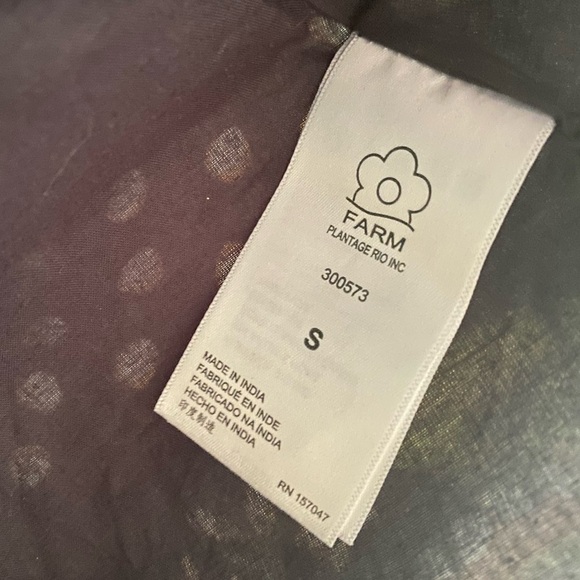 FARM
PLANTAGE RIO INC
300573
S
MADE IN INDIA
FABRIQUÉ EN INDE
FABRICADO NA ÍNDIA
HECHO EN INDIA
印度制造
RN 157047